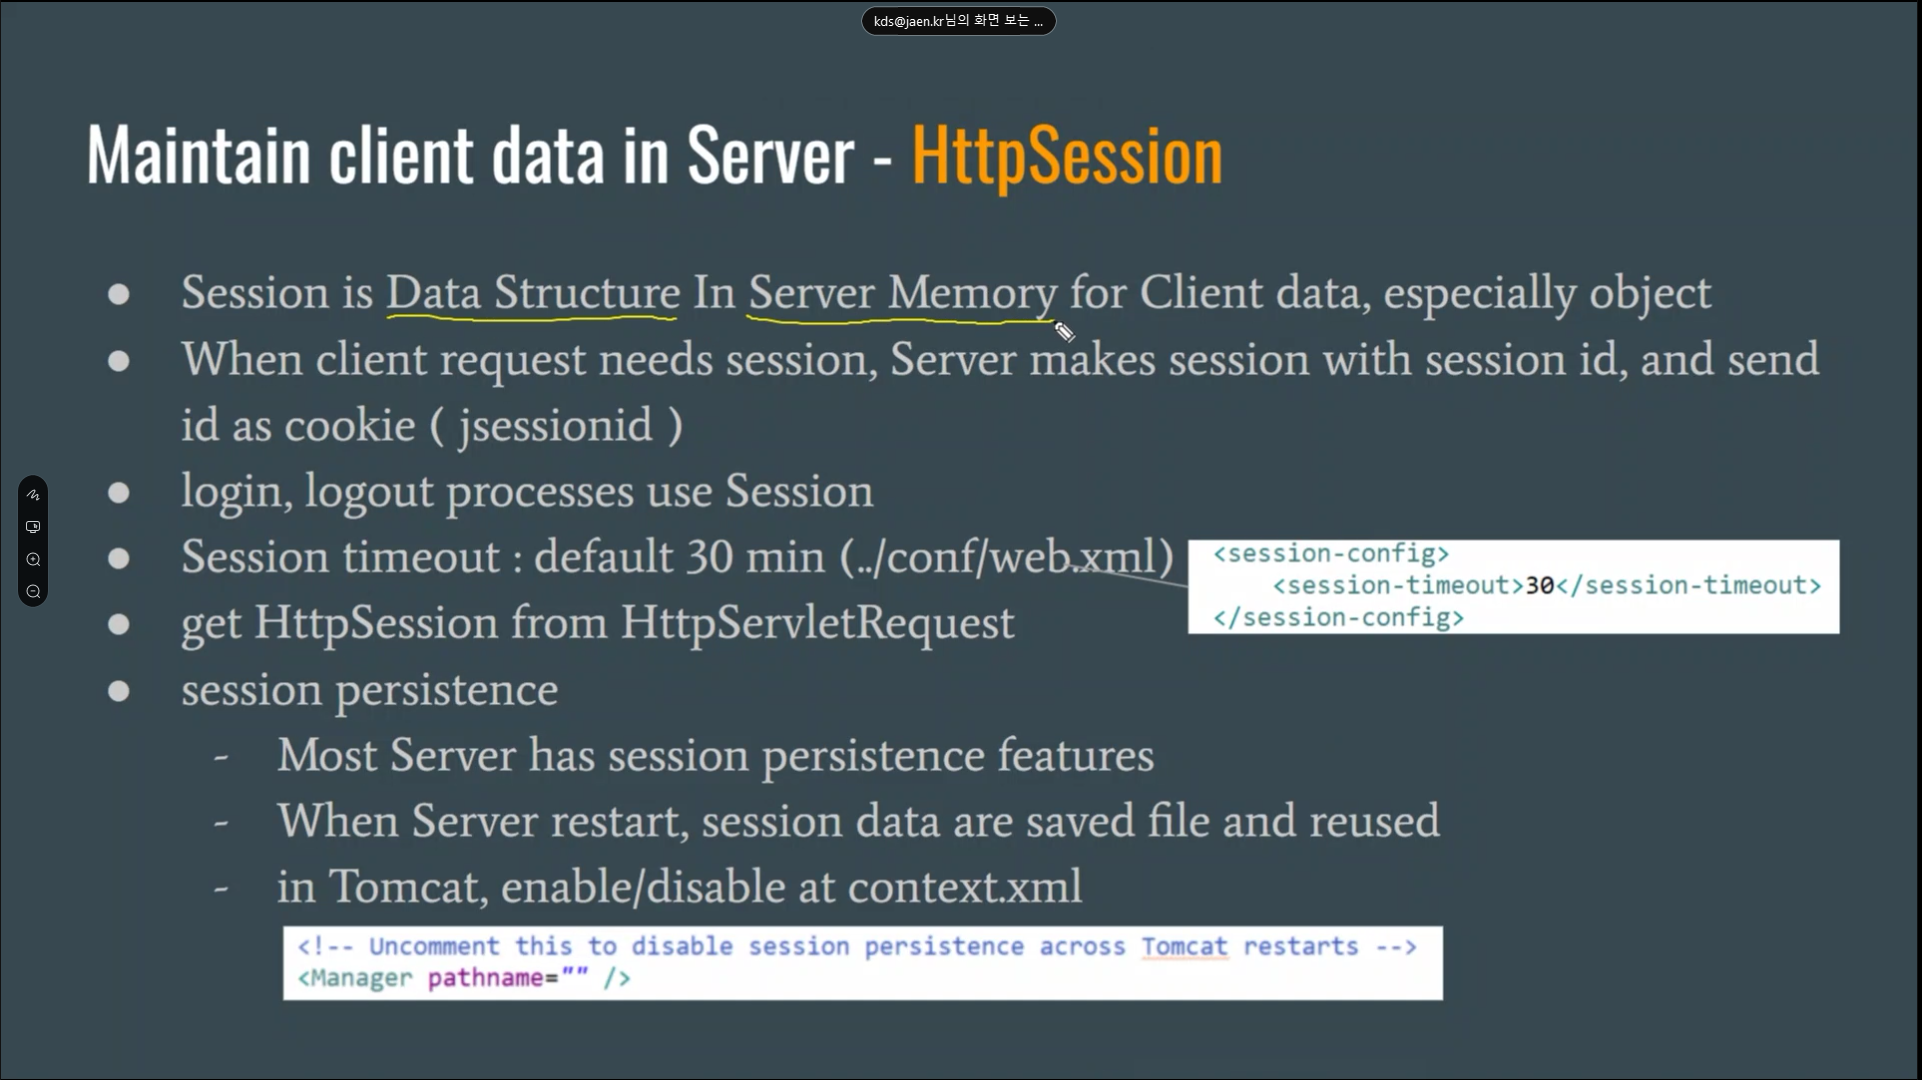 kds@jaen.kr님의 화면 보는 ...
Maintain client data in Server - HttpSession
● Session is Data Structure In Server Memory for Client data, especially object
● When client request needs session, Server makes session with session id, and send
id as cookie ( jsessionid )
● login, logout processes use Session
● Session timeout : default 30 min (../conf/web.xml)
<session-config>
<session-timeout>30</session-timeout>
</session-config>
● get HttpSession from HttpServletRequest
● session persistence
- Most Server has session persistence features
- When Server restart, session data are saved file and reused
- in Tomcat, enable/disable at context.xml
<!-- Uncomment this to disable session persistence across Tomcat restarts -->
<Manager pathname="" />